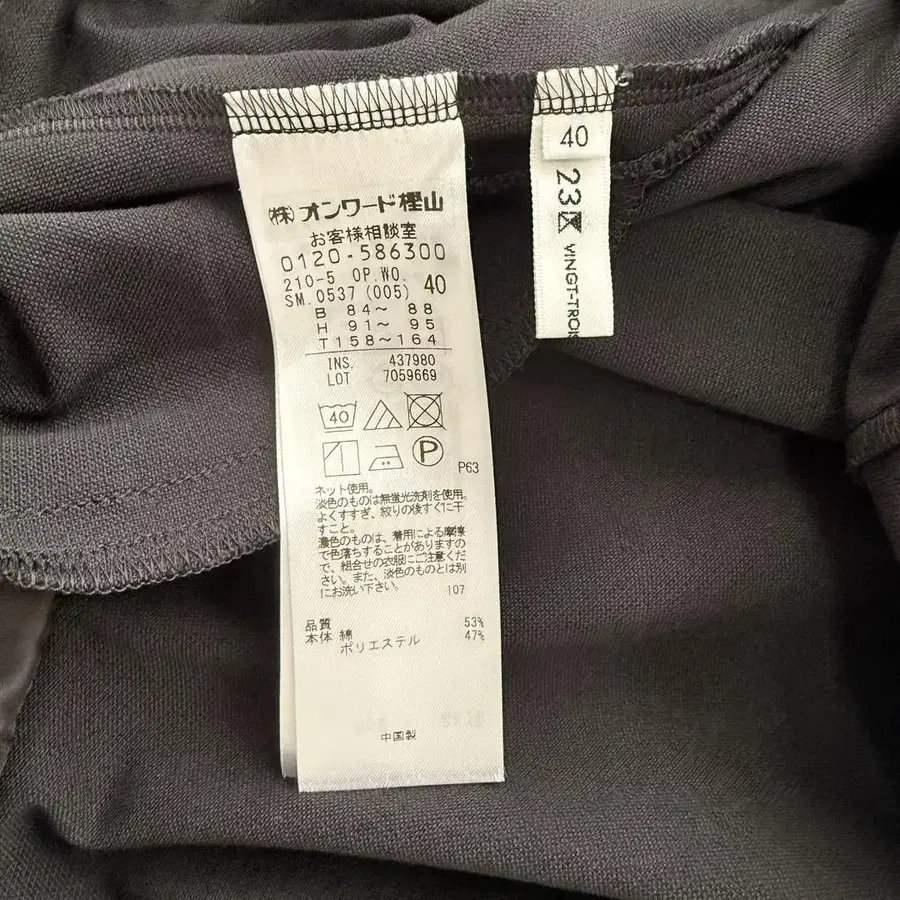 ㈱オンワード樫山
お客様相談室
0120-586300
210-5 OP.WO.
SM.0537 (005) 40
B 84～ 88
H 91～ 95
T158～164
INS. 437980
LOT 7059669
40
P
P63
ネット使用。
淡色のものは無蛍光洗剤を使用。
よくすすぎ、絞りの後すぐに干
すこと。
濃色のものは、着用による摩擦
で色落ちすることがありますの
で、組合せの衣服にご注意くだ
さい。また、淡色のものとは別
にお洗い下さい。 107
品質
本体 綿 53%
ポリエステル 47%
中国製
40
23区
VINGT-TROIS